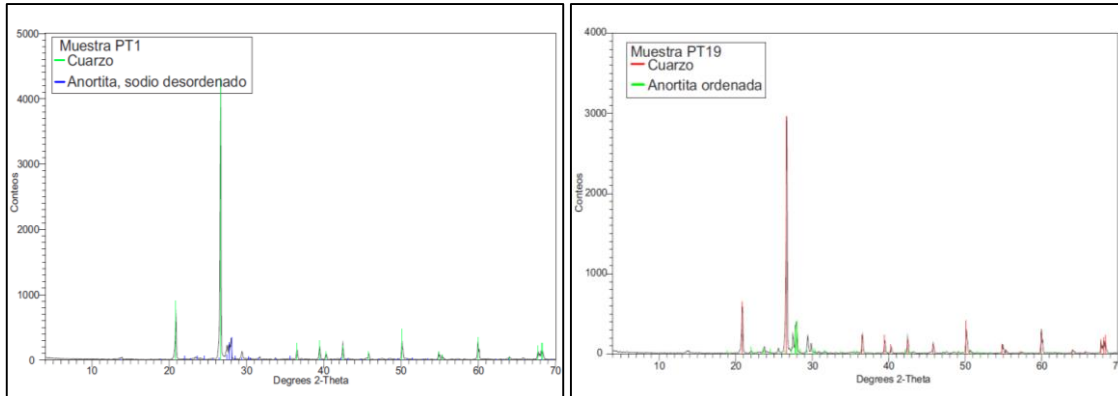 5000
Muestra PT1
Cuarzo
Anortita, sodio desordenado
4000
3000
2000
1000
0
Conteos
10
20
30
40
50
60
70
Degrees 2-Theta
4000
Muestra PT19
Cuarzo
Anortita ordenada
3000
2000
1000
0
Conteos
10
20
30
40
50
60
70
Degrees 2-Theta